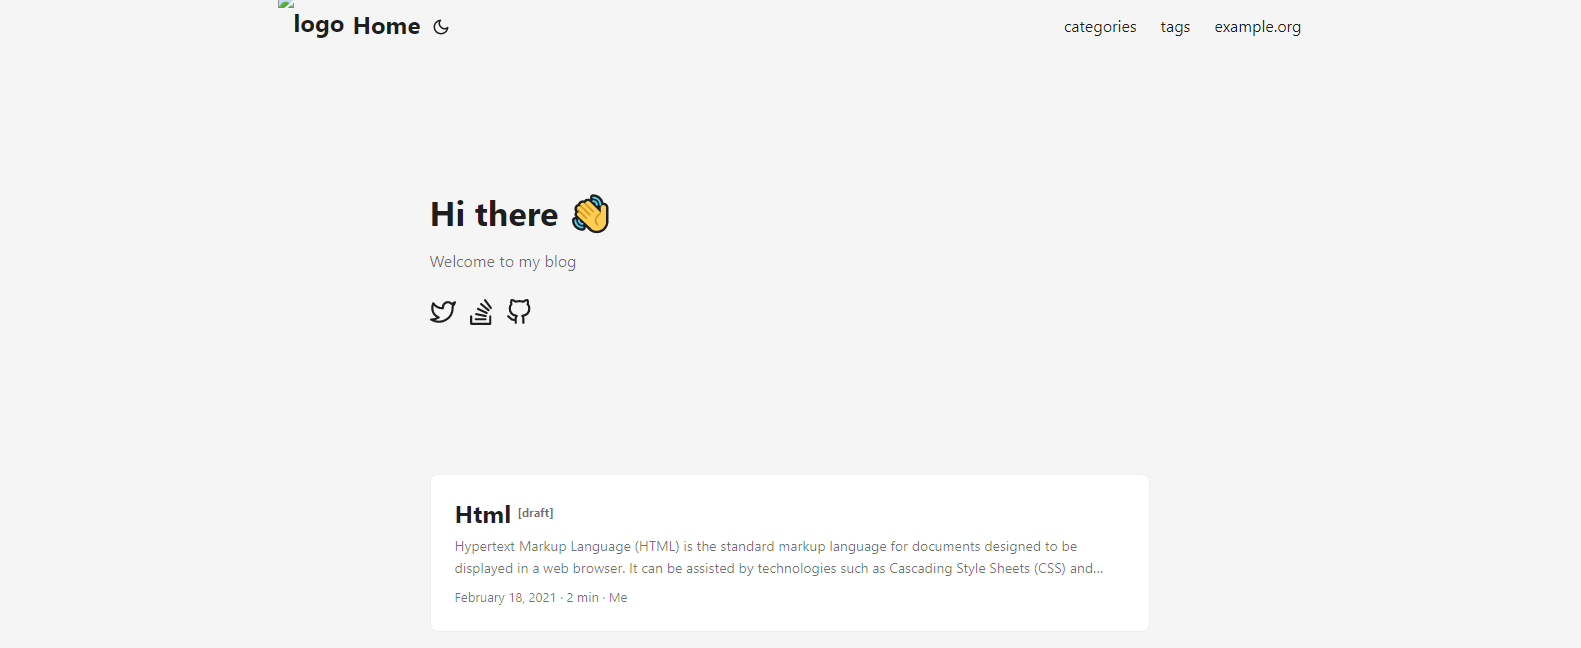 logo Home
categories tags example.org
Hi there 👋
Welcome to my blog
Html [draft]
Hypertext Markup Language (HTML) is the standard markup language for documents designed to be
displayed in a web browser. It can be assisted by technologies such as Cascading Style Sheets (CSS) and...
February 18, 2021 · 2 min · Me